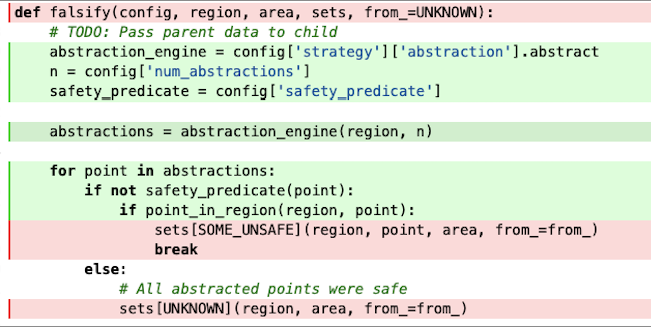 def falsify(config, region, area, sets, from_=UNKNOWN):
    # TODO: Pass parent data to child
    abstraction_engine = config['strategy']['abstraction'].abstract
    n = config['num_abstractions']
    safety_predicate = config['safety_predicate']
    abstractions = abstraction_engine(region, n)
    for point in abstractions:
        if not safety_predicate(point):
            if point_in_region(region, point):
                sets[SOME_UNSAFE](region, point, area, from_=from_)
                break
        else:
            # All abstracted points were safe
            sets[UNKNOWN](region, area, from_=from_)